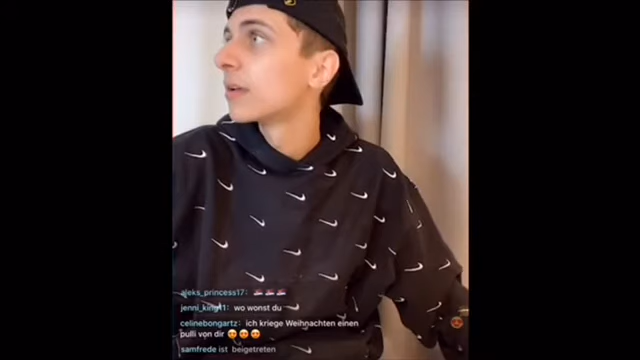 aleks_princess17:
jenni_king11: wo wonst du
celinebongartz: ich kriege Weihnachten einen
pulli von dir 😍😍😍
samfrede ist beigetreten